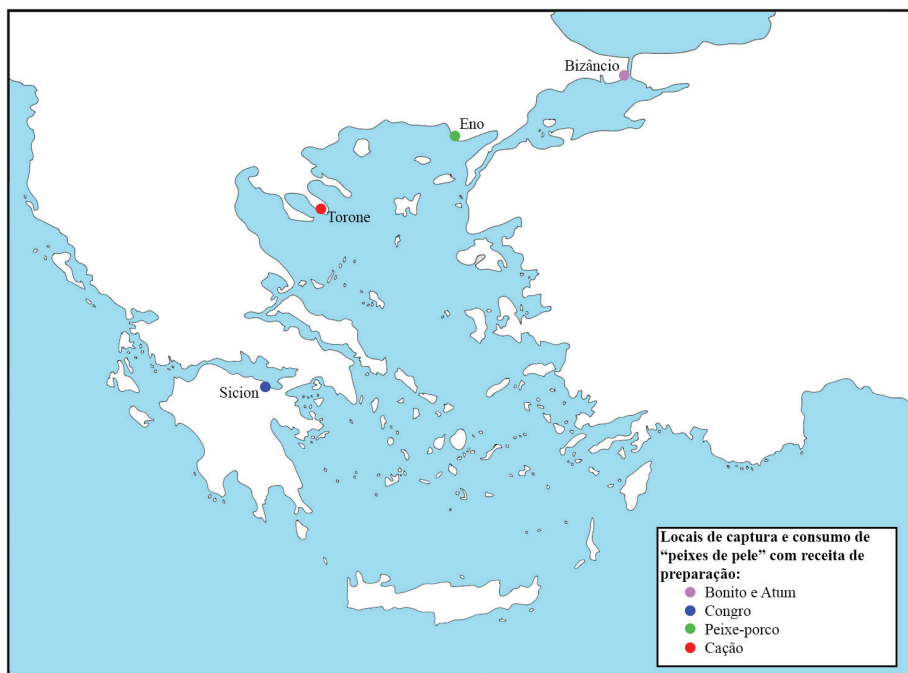 Bizâncio
Eno
Torone
Sicion
Locais de captura e consumo de
“peixes de pele” com receita de
preparação:
Bonito e Atum
Congro
Peixe-porco
Cação